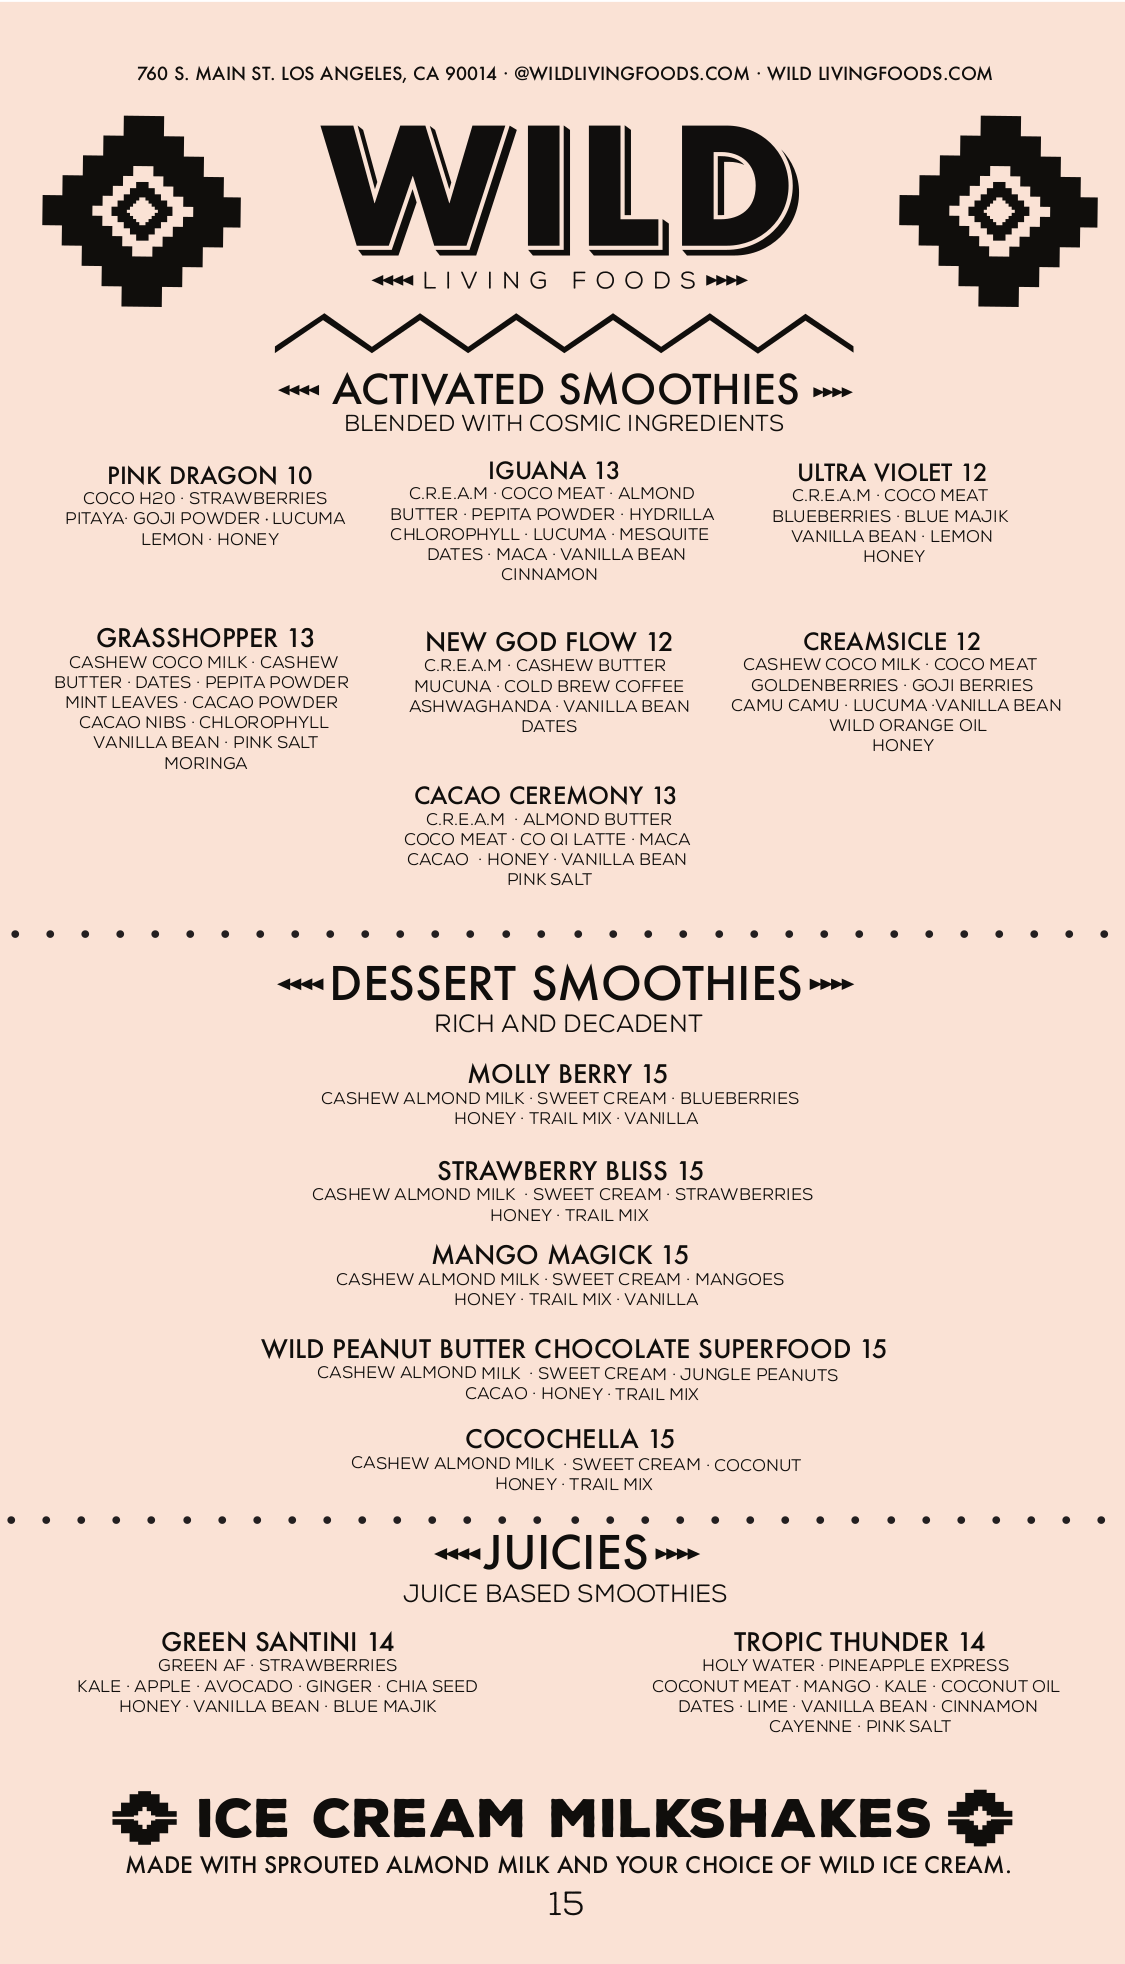 760 S. MAIN ST. LOS ANGELES, CA 90014 · @WILDLIVINGFOODS.COM · WILD LIVINGFOODS.COM
WILD
LIVING FOODS
ACTIVATED SMOOTHIES
BLENDED WITH COSMIC INGREDIENTS
PINK DRAGON 10
COCO H20 · STRAWBERRIES
PITAYA· GOJI POWDER · LUCUMA
LEMON · HONEY
IGUANA 13
C.R.E.A.M · COCO MEAT · ALMOND
BUTTER · PEPITA POWDER · HYDRILLA
CHLOROPHYLL · LUCUMA · MESQUITE
DATES · MACA · VANILLA BEAN
CINNAMON
ULTRA VIOLET 12
C.R.E.A.M · COCO MEAT
BLUEBERRIES · BLUE MAJIK
VANILLA BEAN · LEMON
HONEY
GRASSHOPPER 13
CASHEW COCO MILK · CASHEW
BUTTER · DATES · PEPITA POWDER
MINT LEAVES · CACAO POWDER
CACAO NIBS · CHLOROPHYLL
VANILLA BEAN · PINK SALT
MORINGA
NEW GOD FLOW 12
C.R.E.A.M · CASHEW BUTTER
MUCUNA · COLD BREW COFFEE
ASHWAGHANDA · VANILLA BEAN
DATES
CREAMSICLE 12
CASHEW COCO MILK · COCO MEAT
GOLDENBERRIES · GOJI BERRIES
CAMU CAMU · LUCUMA ·VANILLA BEAN
WILD ORANGE OIL
HONEY
CACAO CEREMONY 13
C.R.E.A.M · ALMOND BUTTER
COCO MEAT · CO QI LATTE · MACA
CACAO · HONEY · VANILLA BEAN
PINK SALT
DESSERT SMOOTHIES
RICH AND DECADENT
MOLLY BERRY 15
CASHEW ALMOND MILK · SWEET CREAM · BLUEBERRIES
HONEY · TRAIL MIX · VANILLA
STRAWBERRY BLISS 15
CASHEW ALMOND MILK · SWEET CREAM · STRAWBERRIES
HONEY · TRAIL MIX
MANGO MAGICK 15
CASHEW ALMOND MILK · SWEET CREAM · MANGOES
HONEY · TRAIL MIX · VANILLA
WILD PEANUT BUTTER CHOCOLATE SUPERFOOD 15
CASHEW ALMOND MILK · SWEET CREAM · JUNGLE PEANUTS
CACAO · HONEY · TRAIL MIX
COCOCHELLA 15
CASHEW ALMOND MILK · SWEET CREAM · COCONUT
HONEY · TRAIL MIX
JUICIES
JUICE BASED SMOOTHIES
GREEN SANTINI 14
GREEN AF · STRAWBERRIES
KALE · APPLE · AVOCADO · GINGER · CHIA SEED
HONEY · VANILLA BEAN · BLUE MAJIK
TROPIC THUNDER 14
HOLY WATER · PINEAPPLE EXPRESS
COCONUT MEAT · MANGO · KALE · COCONUT OIL
DATES · LIME · VANILLA BEAN · CINNAMON
CAYENNE · PINK SALT
ICE CREAM MILKSHAKES
MADE WITH SPROUTED ALMOND MILK AND YOUR CHOICE OF WILD ICE CREAM.
15